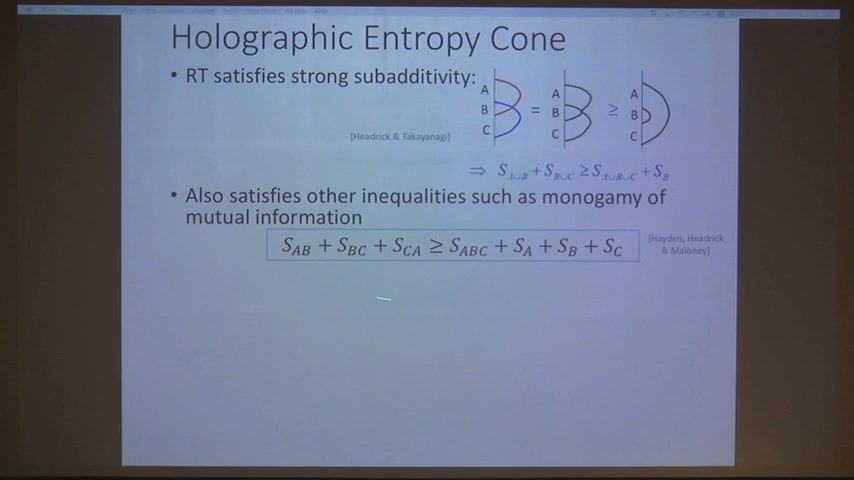 Holographic Entropy Cone
• RT satisfies strong subadditivity:
A B C = A B C ≥ A B C
[Headrick & Takayanagi]
⇒ S_{A∪B} + S_{B∪C} ≥ S_{A∪B∪C} + S_B
• Also satisfies other inequalities such as monogamy of
mutual information
S_{AB} + S_{BC} + S_{CA} ≥ S_{ABC} + S_A + S_B + S_C
[Hayden, Headrick
& Maloney]